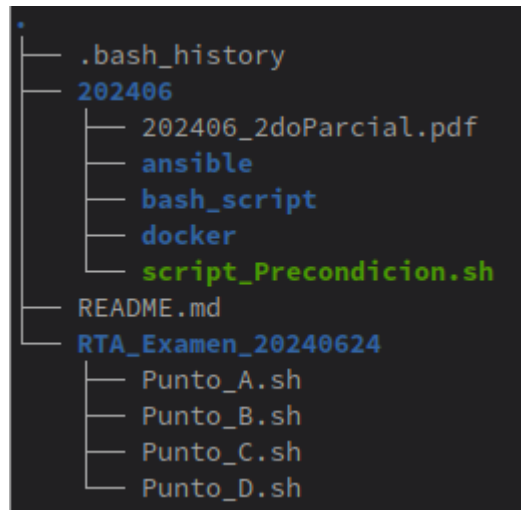 .
├── .bash_history
├── 202406
│   ├── 202406_2doParcial.pdf
│   ├── ansible
│   ├── bash_script
│   ├── docker
│   └── script_Precondicion.sh
├── README.md
└── RTA_Examen_20240624
    ├── Punto_A.sh
    ├── Punto_B.sh
    ├── Punto_C.sh
    └── Punto_D.sh